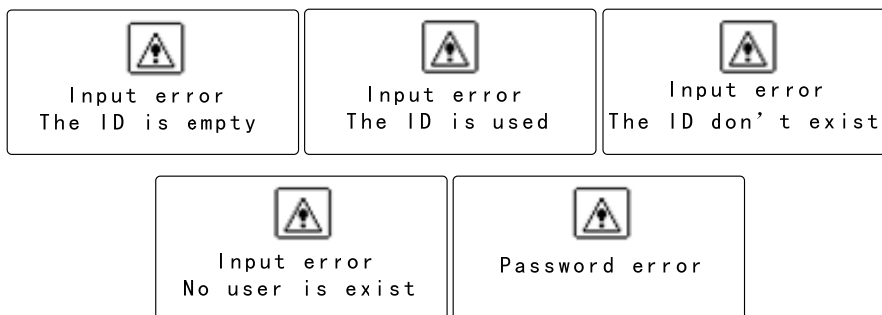 Input error
The ID is empty
Input error
The ID is used
Input error
The ID don't exist
Input error
No user is exist
Password error